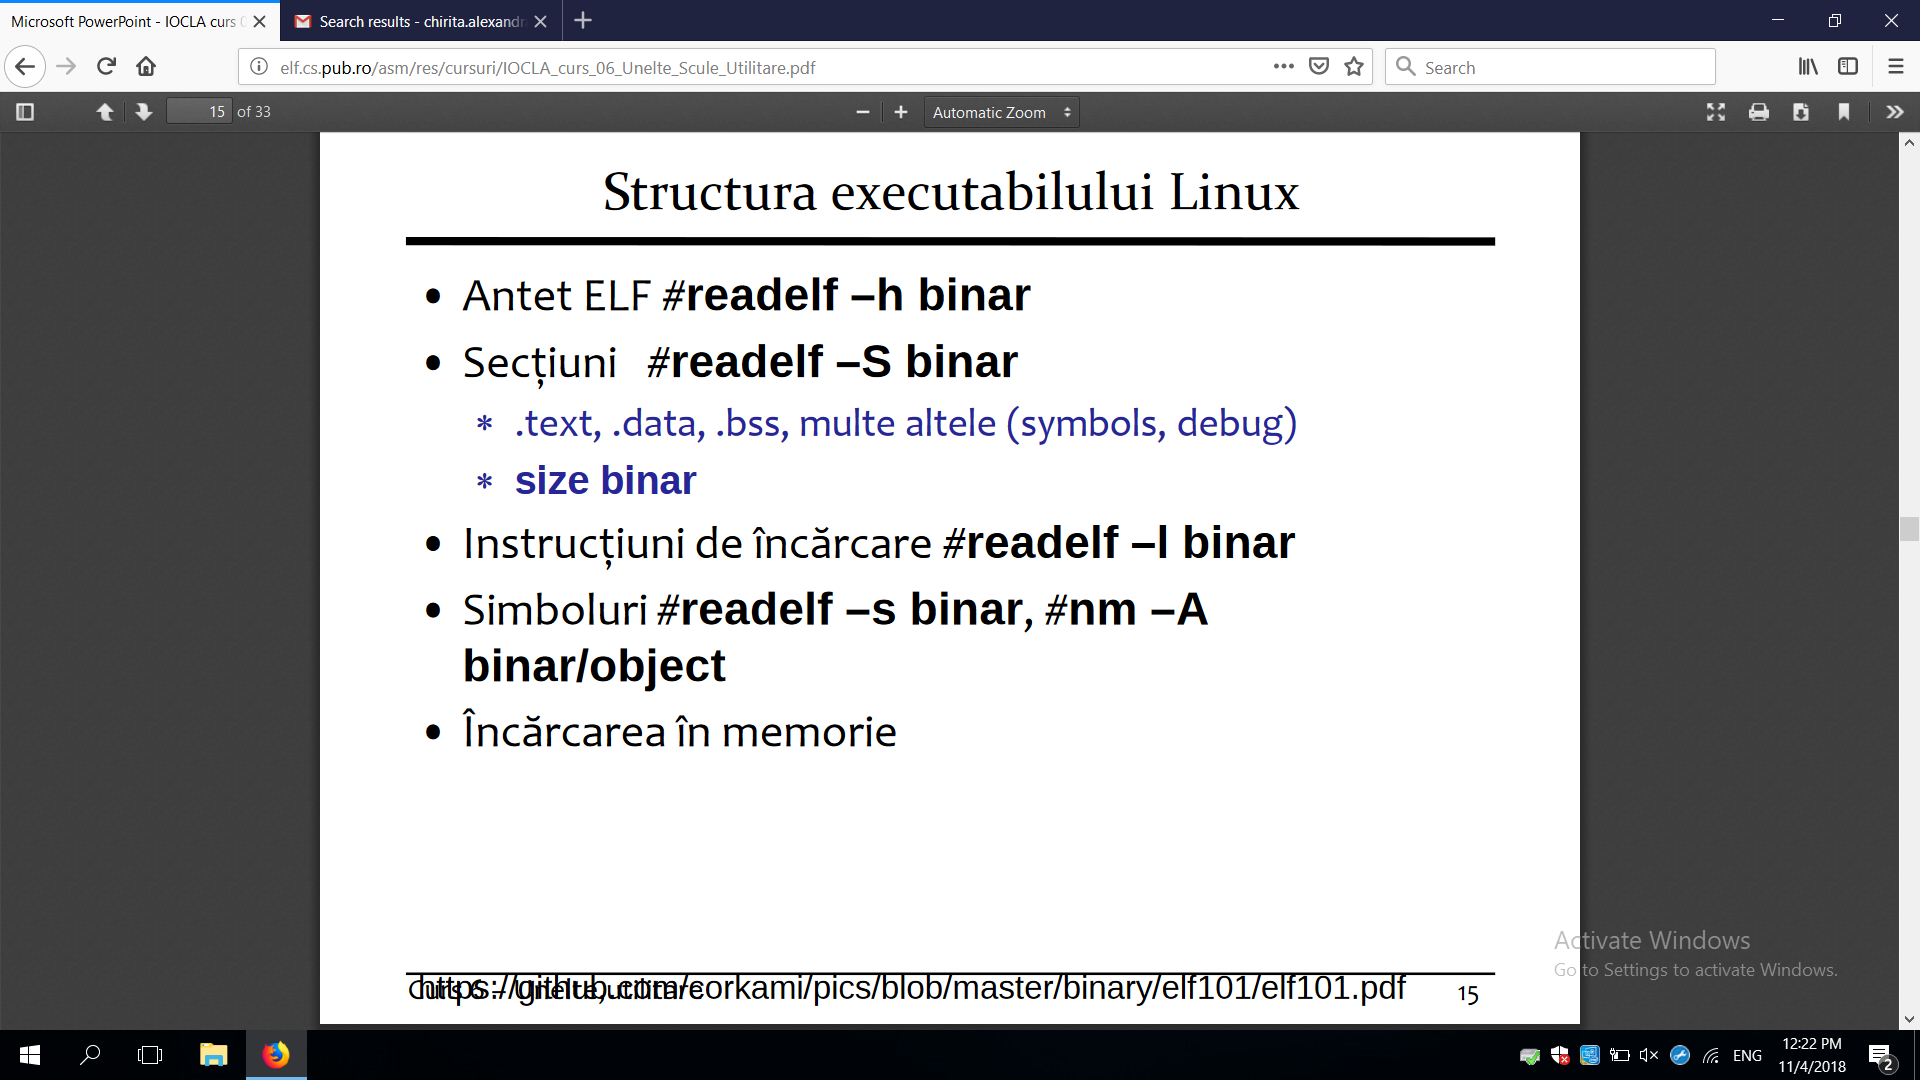 Microsoft PowerPoint - IOCLA curs
Search results - chirita.alexandr
elf.cs.pub.ro/asm/res/cursuri/IOCLA_curs_06_Unelte_Scule_Utilitare.pdf
Search
15 of 33
Automatic Zoom
Structura executabilului Linux
• Antet ELF #readelf –h binar
• Secțiuni #readelf –S binar
* .text, .data, .bss, multe altele (symbols, debug)
* size binar
• Instrucțiuni de încărcare #readelf –l binar
• Simboluri #readelf –s binar, #nm –A
binar/object
• Încărcarea în memorie
Activate Windows
Go to Settings to activate Windows.
https://github.com/corkami/pics/blob/master/binary/elf101/elf101.pdf
Curs 6 – Unelte, utilitare
15
ENG
12:22 PM
11/4/2018
2